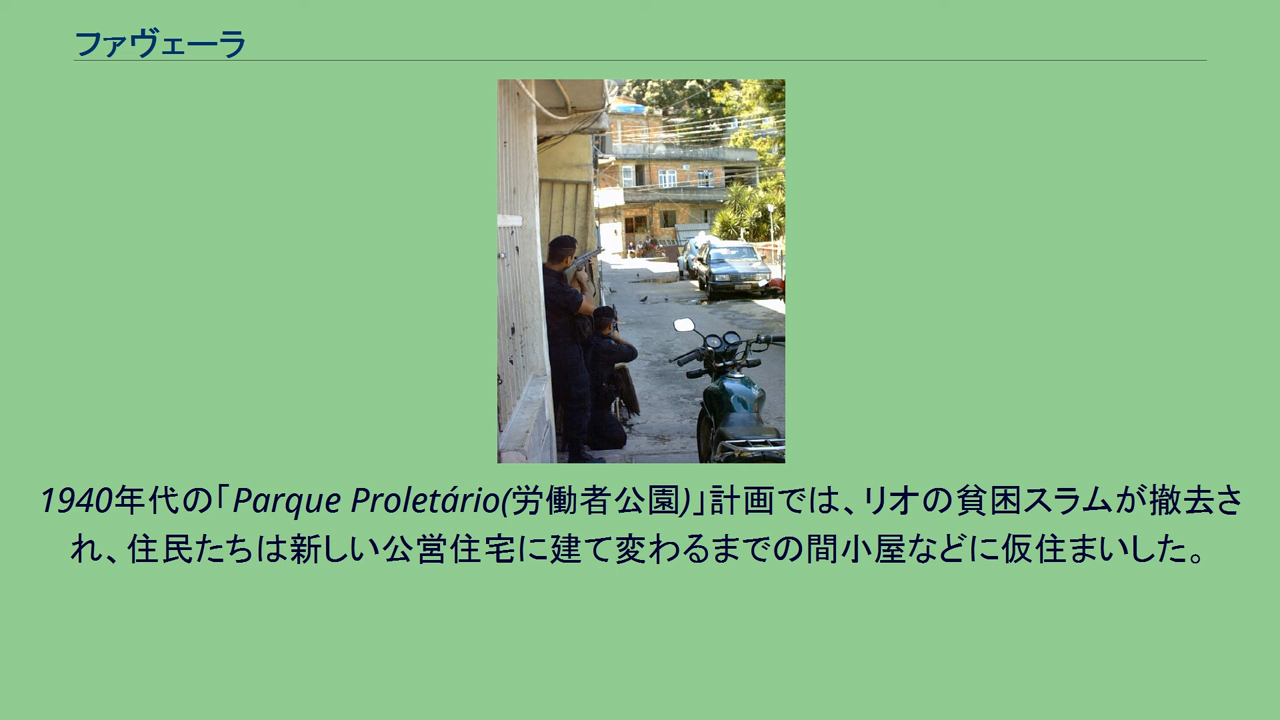 ファヴェーラ
1940年代の「Parque Proletário(労働者公園)」計画では、リオの貧困スラムが撤去さ
れ、住民たちは新しい公営住宅に建て変わるまでの間小屋などに仮住まいした。